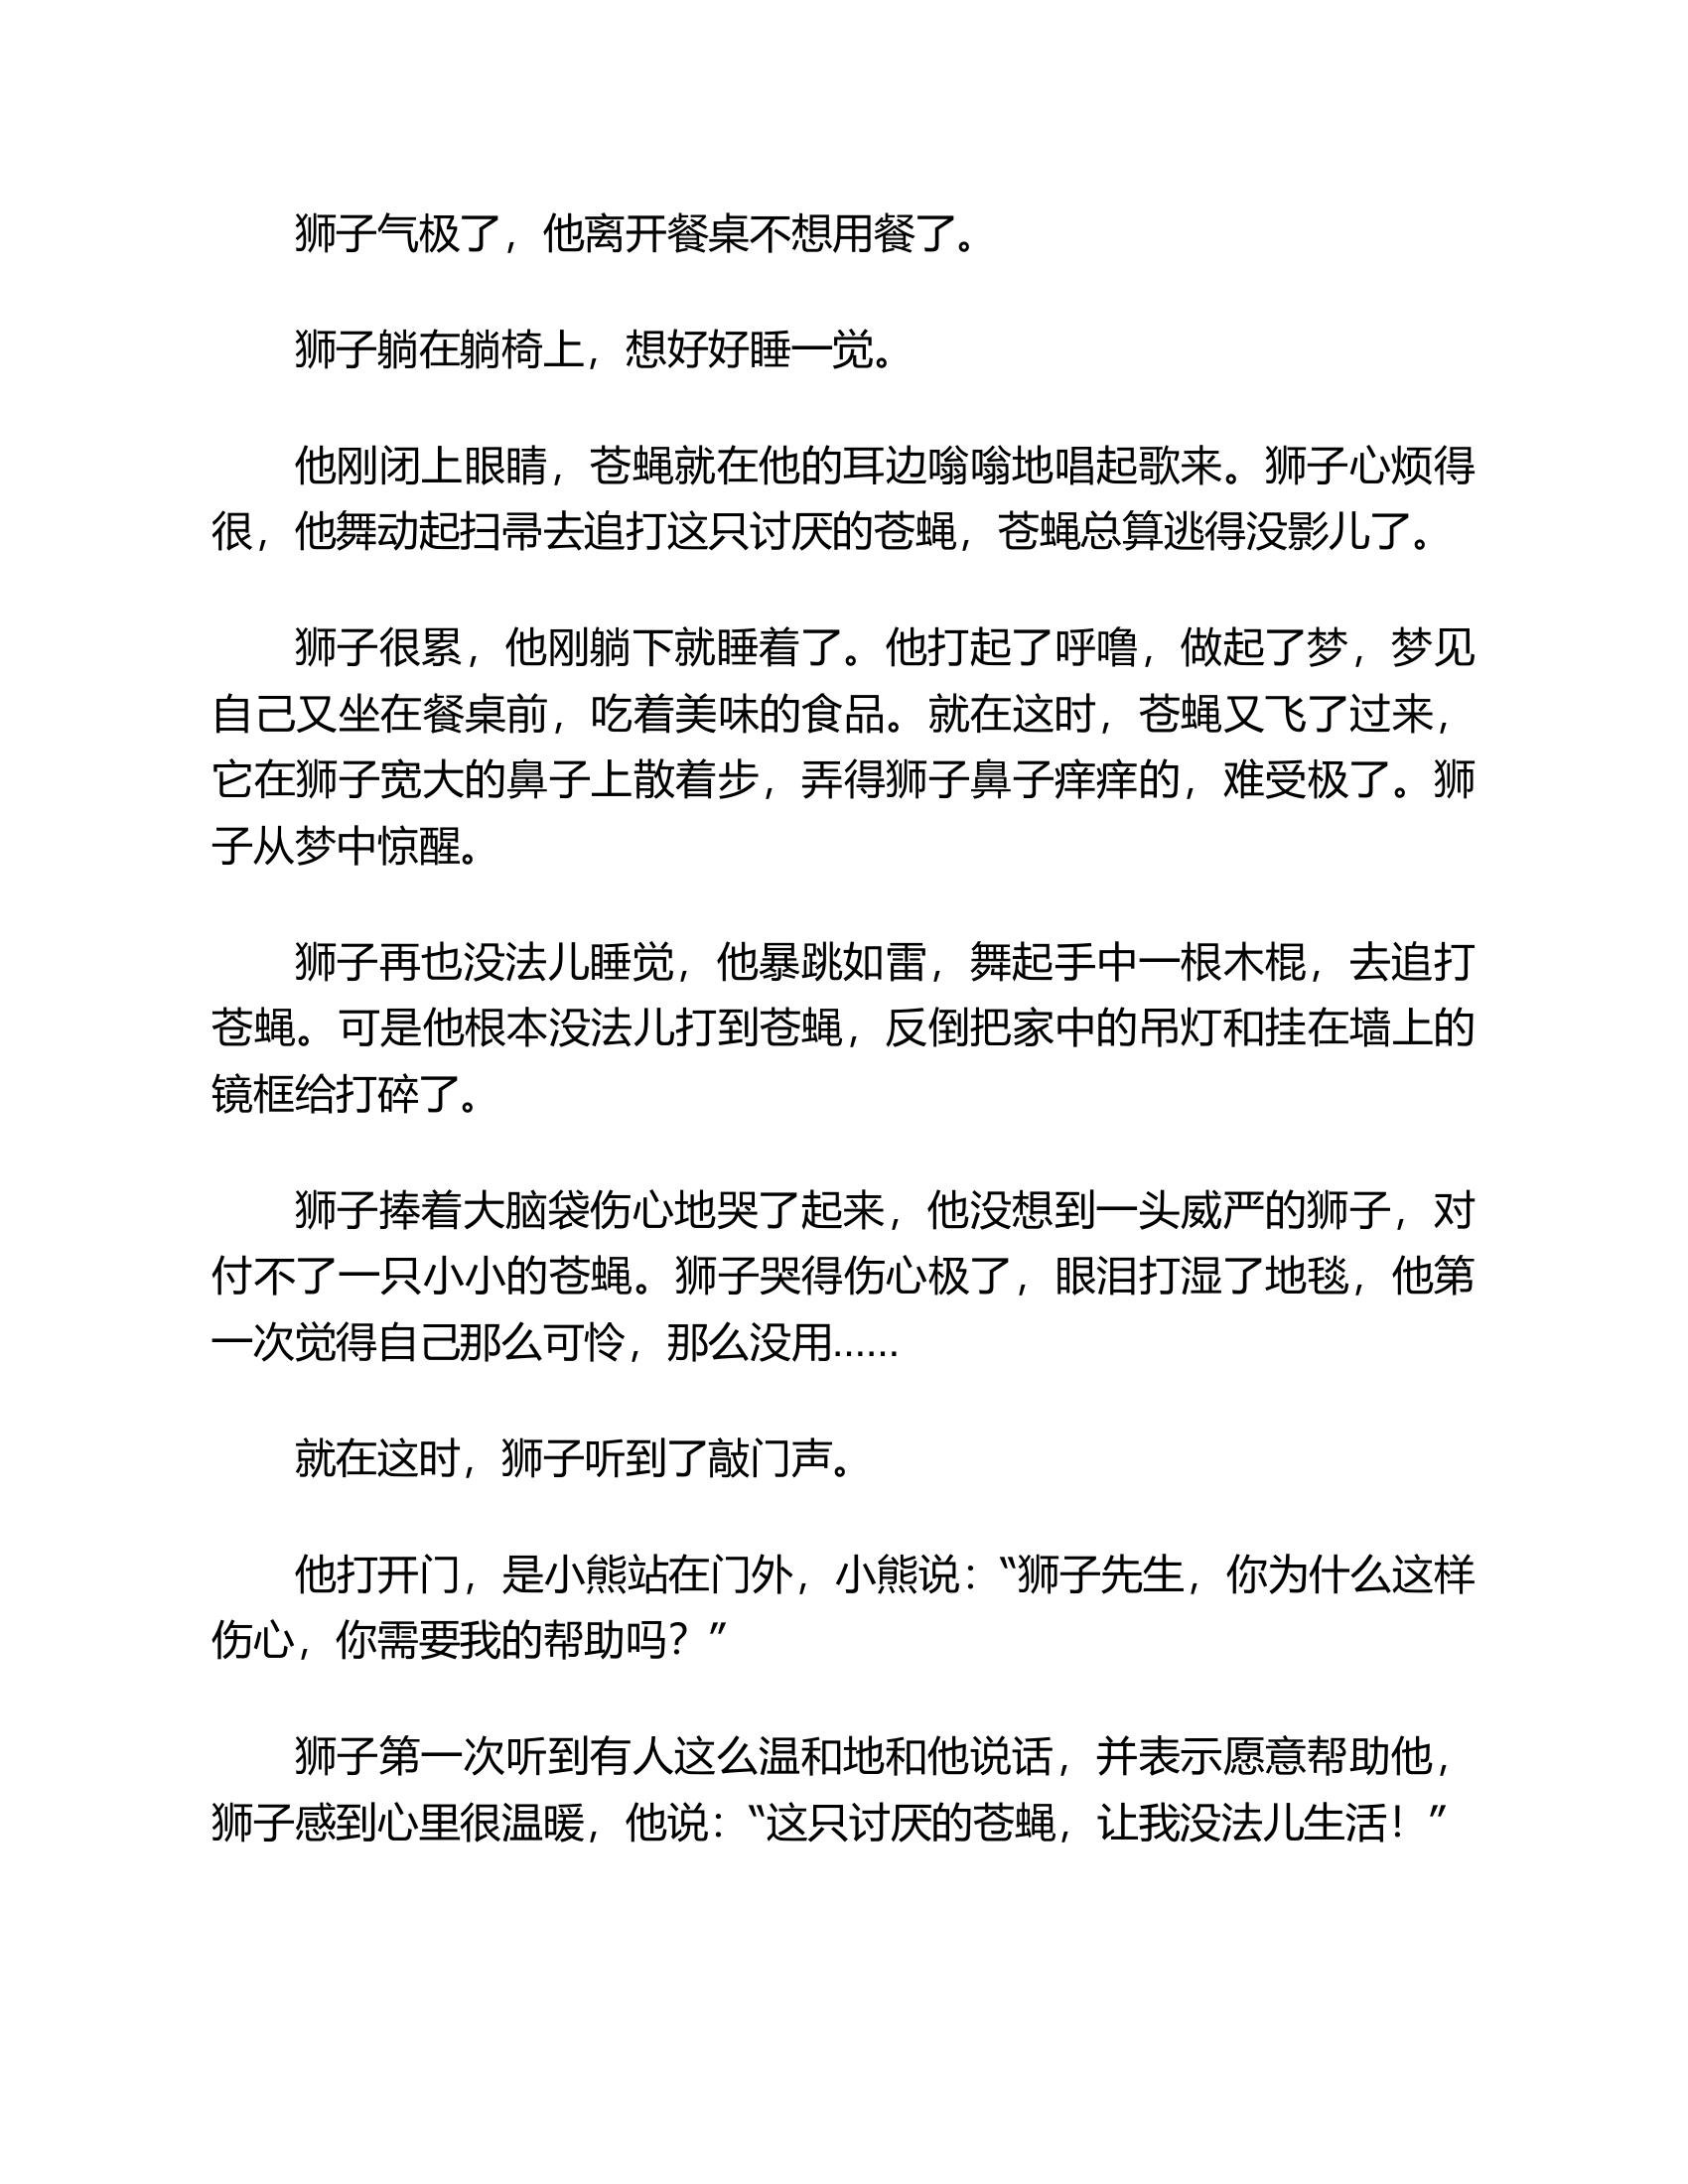 狮子气极了，他离开餐桌不想用餐了。
狮子躺在躺椅上，想好好睡一觉。
他刚闭上眼睛，苍蝇就在他的耳边嗡嗡地唱起歌来。狮子心烦得
很，他舞动起扫帚去追打这只讨厌的苍蝇，苍蝇总算逃得没影儿了。
狮子很累，他刚躺下就睡着了。他打起了呼噜，做起了梦，梦见
自己又坐在餐桌前，吃着美味的食品。就在这时，苍蝇又飞了过来，
它在狮子宽大的鼻子上散着步，弄得狮子鼻子痒痒的，难受极了。狮
子从梦中惊醒。
狮子再也没法儿睡觉，他暴跳如雷，舞起手中一根木棍，去追打
苍蝇。可是他根本没法儿打到苍蝇，反倒把家中的吊灯和挂在墙上的
镜框给打碎了。
狮子捧着大脑袋伤心地哭了起来，他没想到一头威严的狮子，对
付不了一只小小的苍蝇。狮子哭得伤心极了，眼泪打湿了地毯，他第
一次觉得自己那么可怜，那么没用……
就在这时，狮子听到了敲门声。
他打开门，是小熊站在门外，小熊说：“狮子先生，你为什么这样
伤心，你需要我的帮助吗？”
狮子第一次听到有人这么温和地和他说话，并表示愿意帮助他，
狮子感到心里很温暖，他说：“这只讨厌的苍蝇，让我没法儿生活！”